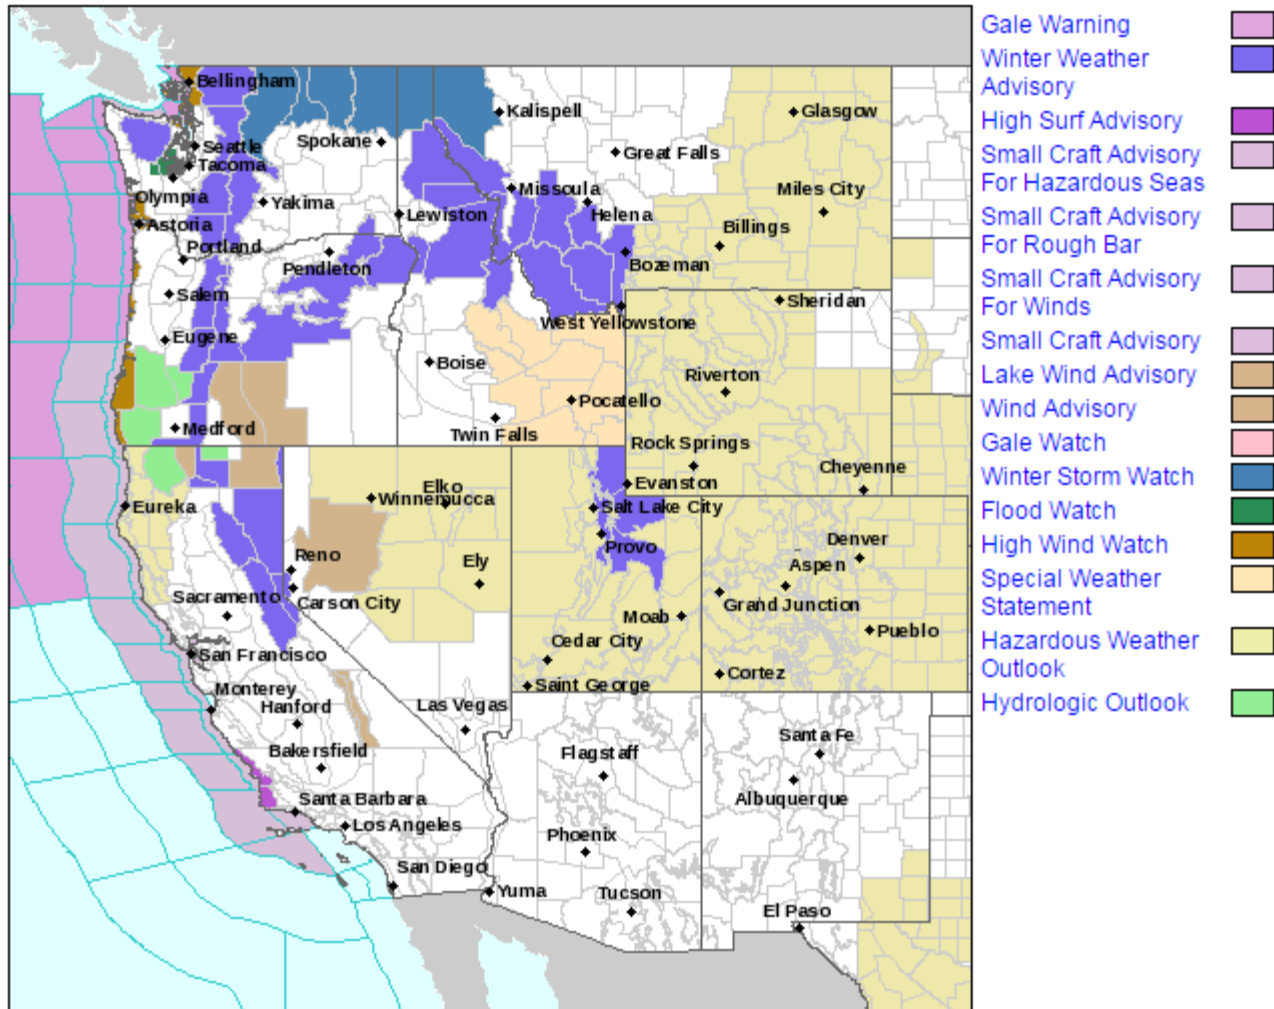 Bellingham
Kalispell
Glasgow
Spokane
Seattle
Great Falls
Tacoma
Missoula
Miles City
Olympia
Yakima
Lewiston
Helena
Astoria
Billings
Portland
Pendleton
Bozeman
Salem
Sheridan
West Yellowstone
Eugene
Boise
Riverton
Pocatello
Medford
Twin Falls
Rock Springs
Cheyenne
Elko
Evanston
Winnemucca
Eureka
Salt Lake City
Denver
Provo
Reno
Ely
Aspen
Sacramento
Carson City
Grand Junction
Moab
Pueblo
Cedar City
San Francisco
Cortez
Saint George
Monterey
Hanford
Las Vegas
Santa Fe
Bakersfield
Flagstaff
Santa Barbara
Albuquerque
Los Angeles
Phoenix
San Diego
Yuma
Tucson
El Paso
Gale Warning
Winter Weather
Advisory
High Surf Advisory
Small Craft Advisory
For Hazardous Seas
Small Craft Advisory
For Rough Bar
Small Craft Advisory
For Winds
Small Craft Advisory
Lake Wind Advisory
Wind Advisory
Gale Watch
Winter Storm Watch
Flood Watch
High Wind Watch
Special Weather
Statement
Hazardous Weather
Outlook
Hydrologic Outlook